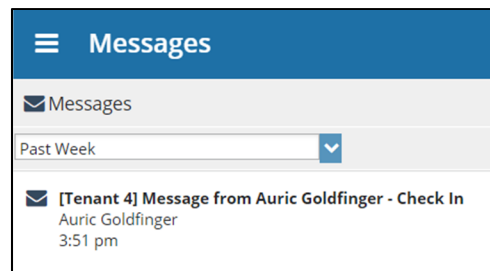 Messages
Messages
Past Week
[Tenant 4] Message from Auric Goldfinger - Check In
Auric Goldfinger
3:51 pm